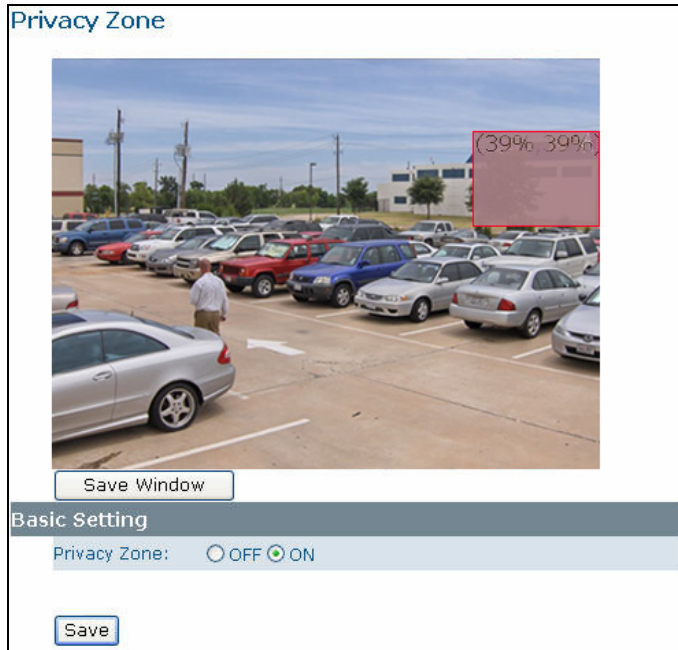 Privacy Zone
(39%,39%)
Save Window
Basic Setting
Privacy Zone: OFF ON
Save